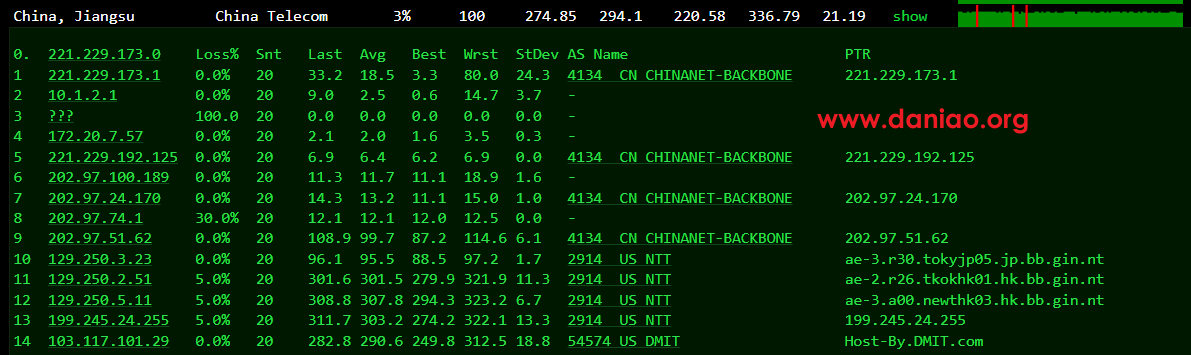 China, Jiangsu China Telecom 3% 100 274.85 294.1 220.58 336.79 21.19 show
0. 221.229.173.0 Loss% Snt Last Avg Best Wrst StDev AS Name PTR
1 221.229.173.1 0.0% 20 33.2 18.5 3.3 80.0 24.3 4134 CN CHINANET-BACKBONE 221.229.173.1
2 10.1.2.1 0.0% 20 9.0 2.5 0.6 14.7 3.7 -
3 ??? 100.0 20 0.0 0.0 0.0 0.0 0.0 -
www.daniao.org
4 172.20.7.57 0.0% 20 2.1 2.0 1.6 3.5 0.3 -
5 221.229.192.125 0.0% 20 6.9 6.4 6.2 6.9 0.0 4134 CN CHINANET-BACKBONE 221.229.192.125
6 202.97.100.189 0.0% 20 11.3 11.7 11.1 18.9 1.6 -
7 202.97.24.170 0.0% 20 14.3 13.2 11.1 15.0 1.0 4134 CN CHINANET-BACKBONE 202.97.24.170
8 202.97.74.1 30.0% 20 12.1 12.1 12.0 12.5 0.0 -
9 202.97.51.62 0.0% 20 108.9 99.7 87.2 114.6 6.1 4134 CN CHINANET-BACKBONE 202.97.51.62
10 129.250.3.23 0.0% 20 96.1 95.5 88.5 97.2 1.7 2914 US NTT ae-3.r30.tokyjp05.jp.bb.gin.nt
11 129.250.2.51 5.0% 20 301.6 301.5 279.9 321.9 11.3 2914 US NTT ae-2.r26.tkokhk01.hk.bb.gin.nt
12 129.250.5.11 5.0% 20 308.8 307.8 294.3 323.2 6.7 2914 US NTT ae-3.a00.newthk03.hk.bb.gin.nt
13 199.245.24.255 5.0% 20 311.7 303.2 274.2 322.1 13.3 2914 US NTT 199.245.24.255
14 103.117.101.29 0.0% 20 282.8 290.6 249.8 312.5 18.8 54574 US DMIT Host-By.DMIT.com